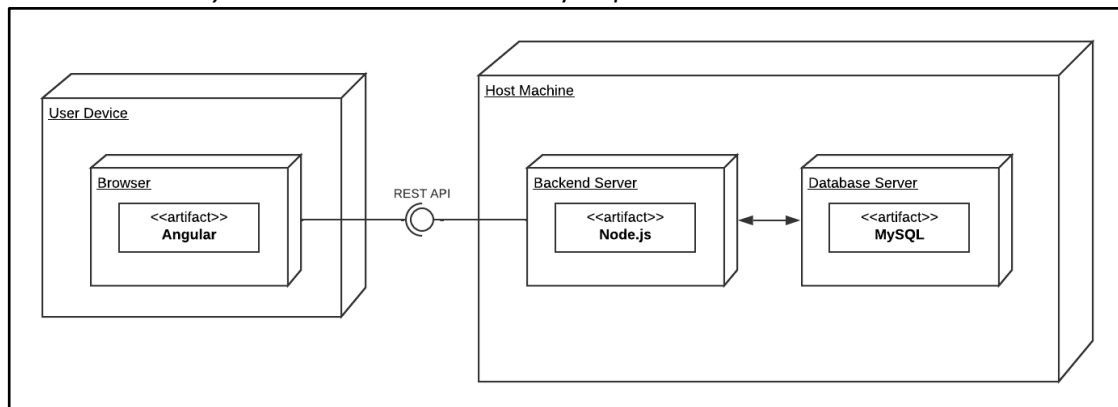 User Device
Browser
<<artifact>>
Angular
REST API
Host Machine
Backend Server
<<artifact>>
Node.js
Database Server
<<artifact>>
MySQL